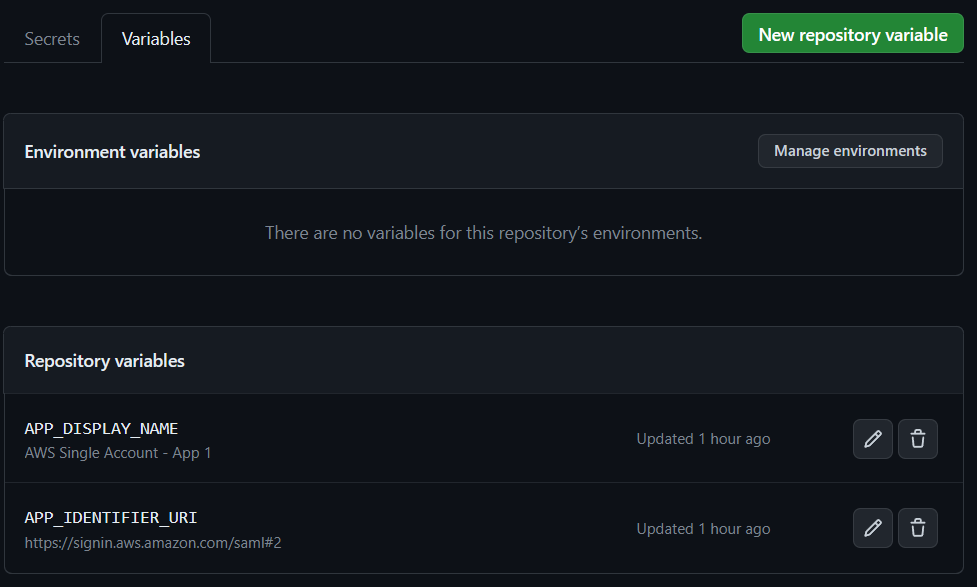 Secrets
Variables
New repository variable
Environment variables
Manage environments
There are no variables for this repository's environments.
Repository variables
APP_DISPLAY_NAME
AWS Single Account - App 1
Updated 1 hour ago
APP_IDENTIFIER_URI
https://signin.aws.amazon.com/saml#2
Updated 1 hour ago